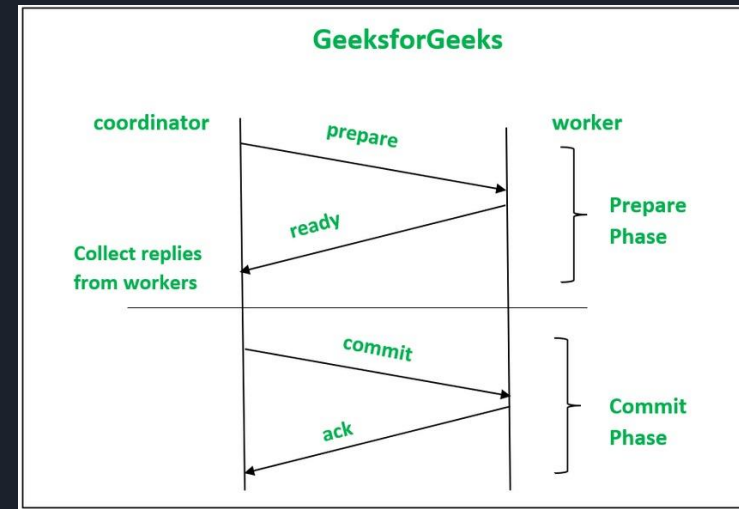 GeeksforGeeks
coordinator
prepare
worker
ready
Prepare
Phase
Collect replies
from workers
commit
ack
Commit
Phase